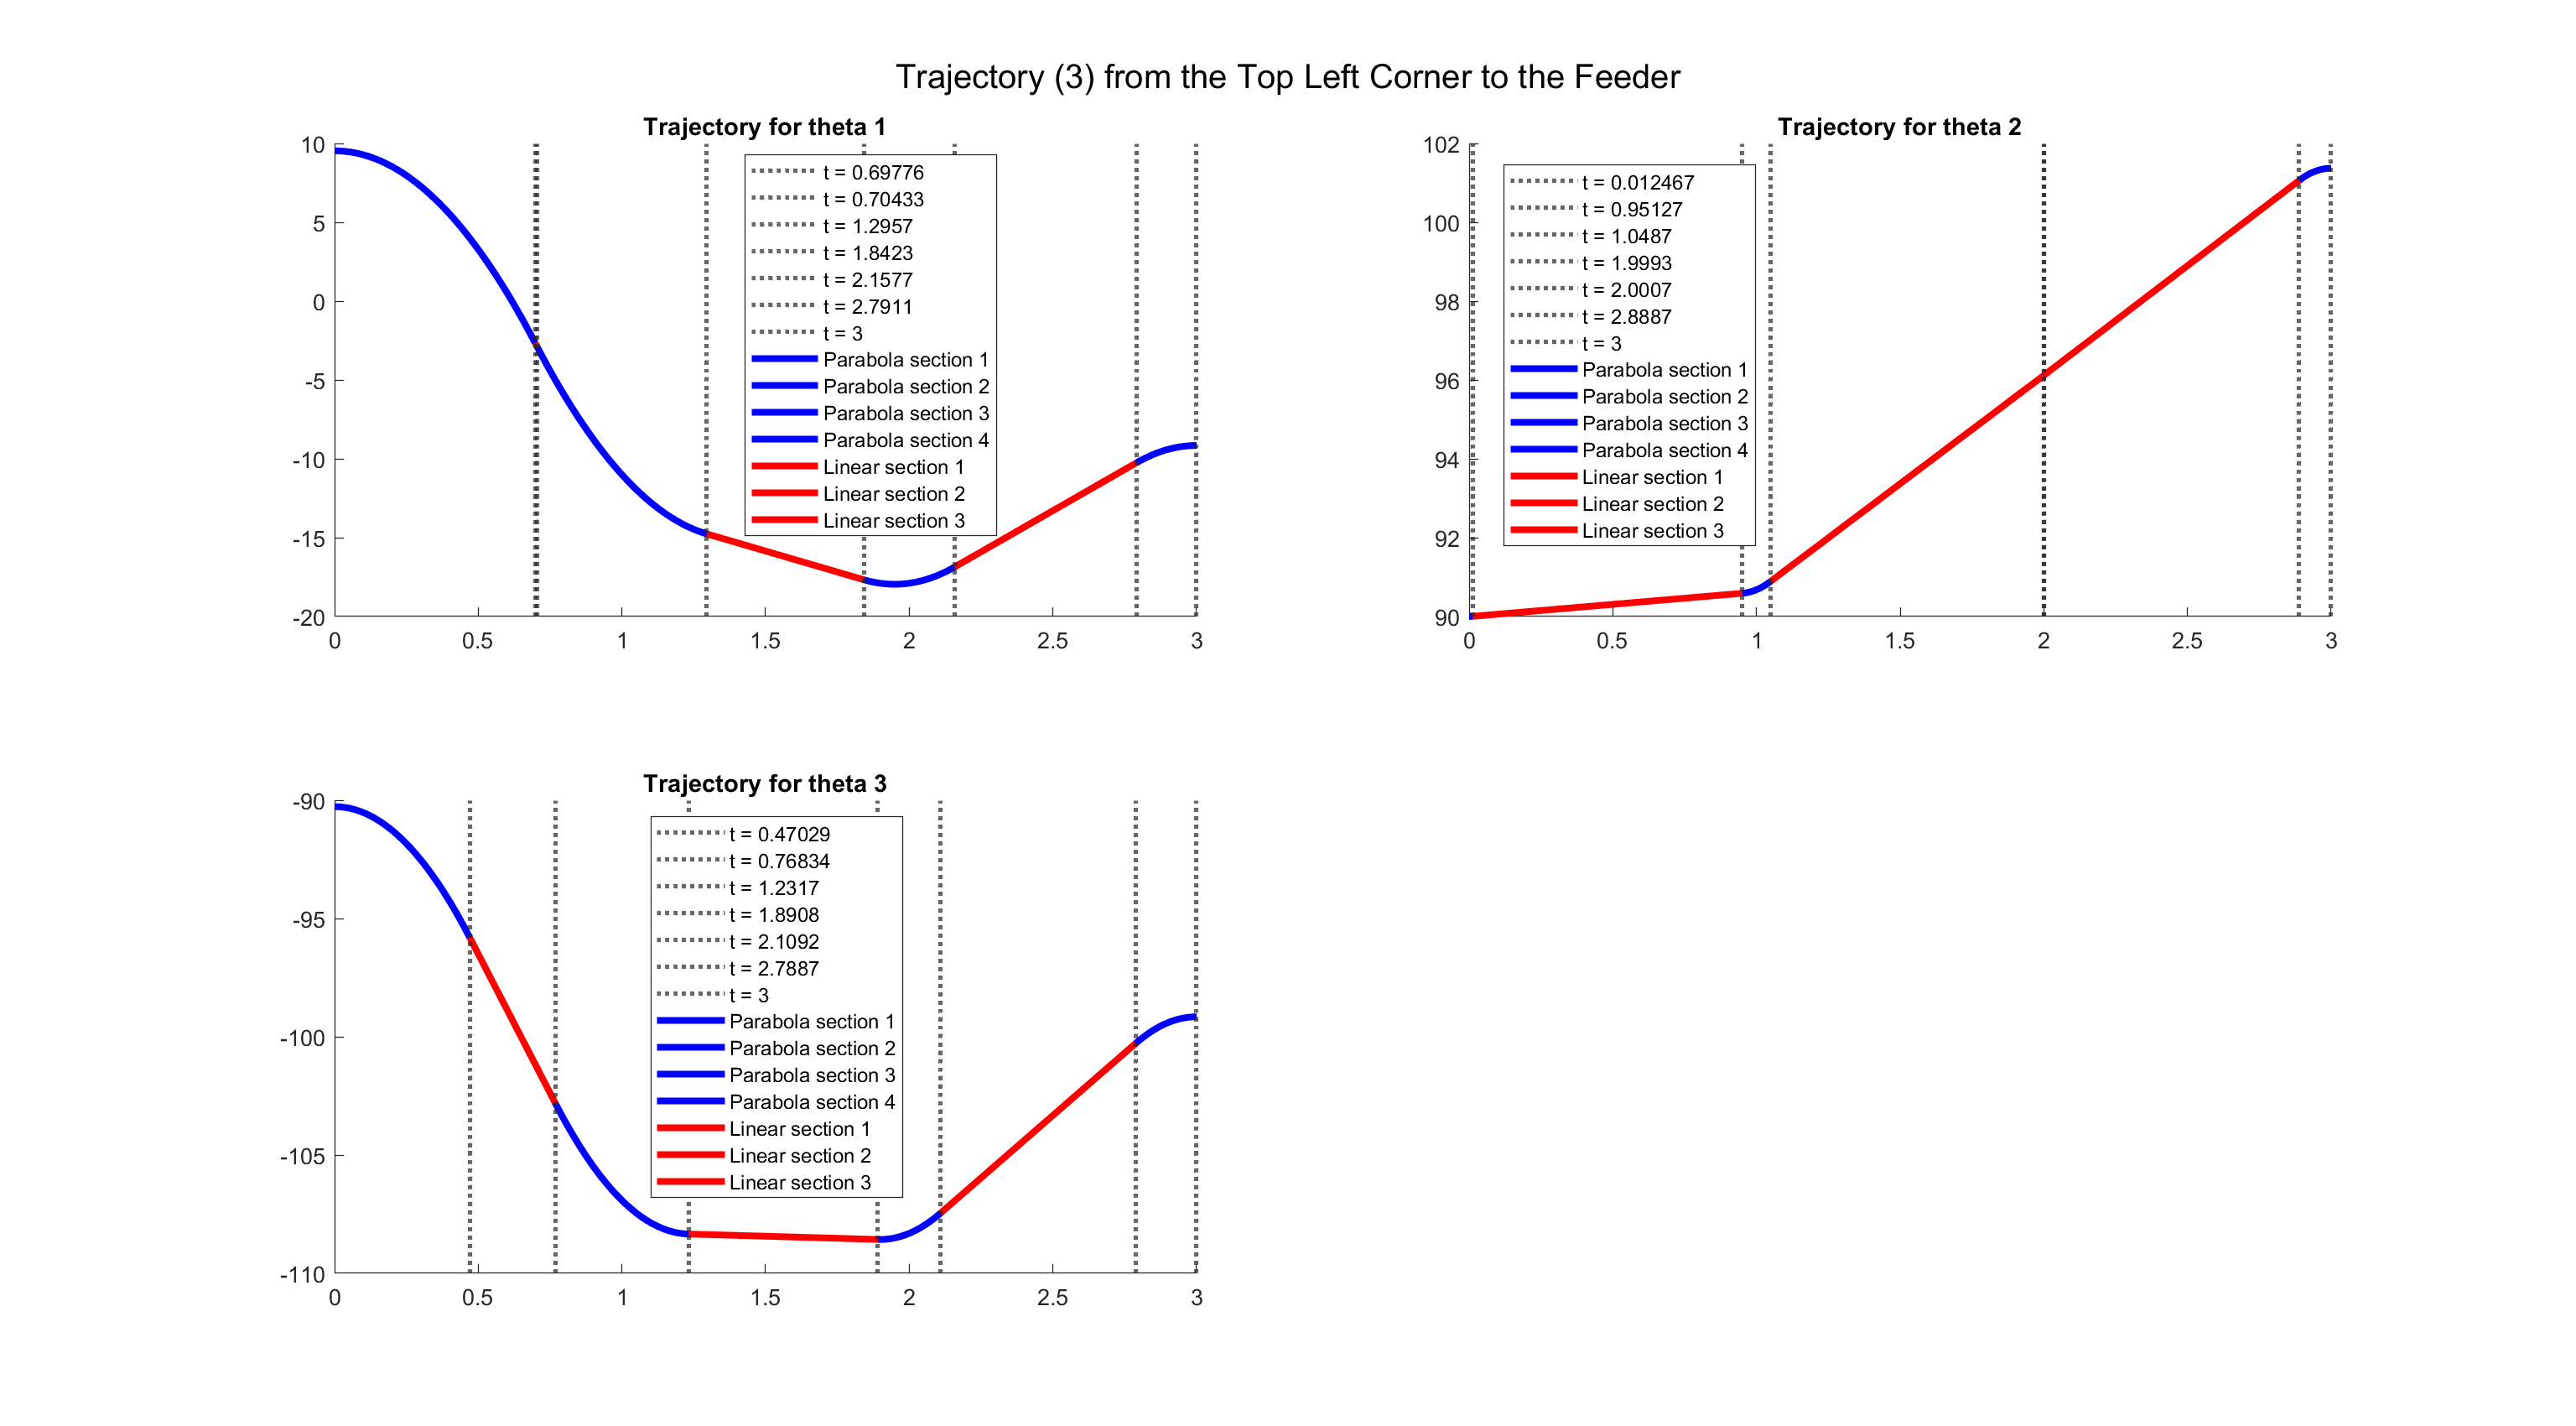 Trajectory (3) from the Top Left Corner to the Feeder
Trajectory for theta 1
10
5
0
-5
-10
-15
-20
0 0.5 1 1.5 2 2.5 3
t = 0.69776
t = 0.70433
t = 1.2957
t = 1.8423
t = 2.1577
t = 2.7911
t = 3
Parabola section 1
Parabola section 2
Parabola section 3
Parabola section 4
Linear section 1
Linear section 2
Linear section 3
Trajectory for theta 2
102
100
98
96
94
92
90
0 0.5 1 1.5 2 2.5 3
t = 0.012467
t = 0.95127
t = 1.0487
t = 1.9993
t = 2.0007
t = 2.8887
t = 3
Parabola section 1
Parabola section 2
Parabola section 3
Parabola section 4
Linear section 1
Linear section 2
Linear section 3
Trajectory for theta 3
-90
-95
-100
-105
-110
0 0.5 1 1.5 2 2.5 3
t = 0.47029
t = 0.76834
t = 1.2317
t = 1.8908
t = 2.1092
t = 2.7887
t = 3
Parabola section 1
Parabola section 2
Parabola section 3
Parabola section 4
Linear section 1
Linear section 2
Linear section 3